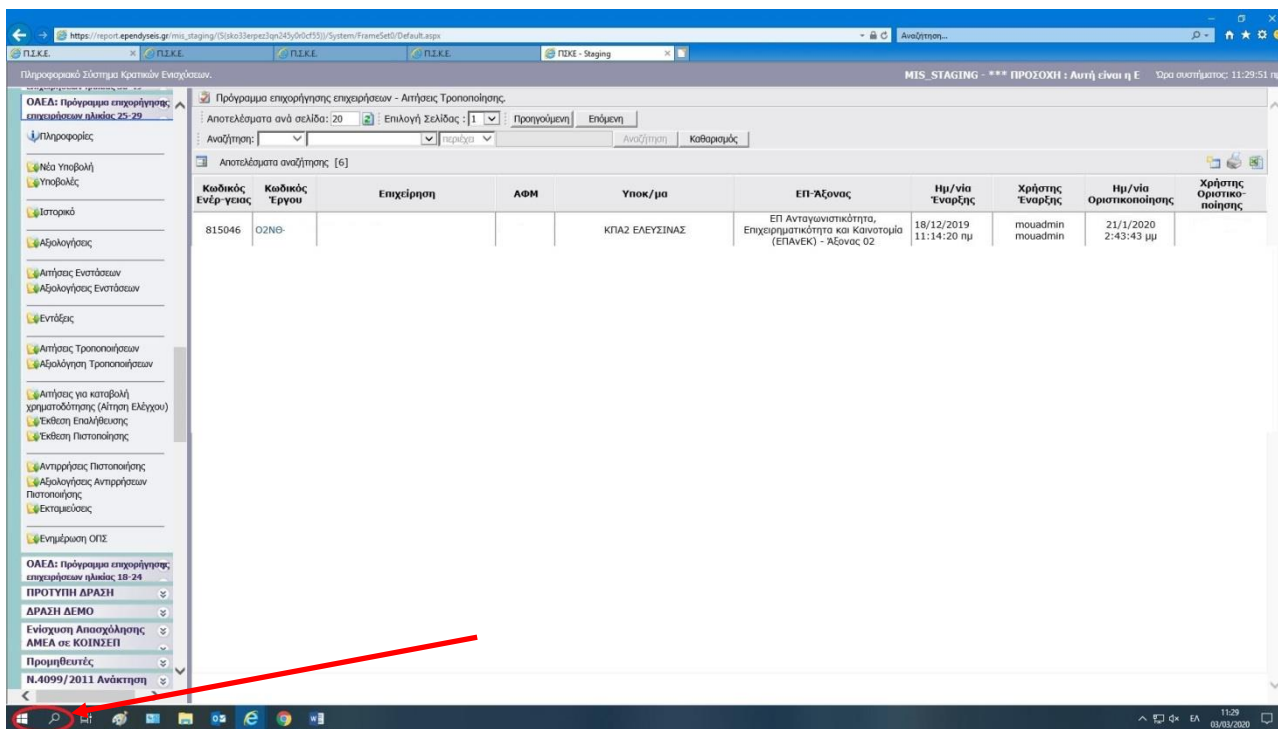 https://report.ependyseis.gr/mis_staging/(S(sko33erpez3qn245y0r0cf55))/System/FrameSet0/Default.aspx
Αναζήτηση...
Π.Σ.Κ.Ε.
Π.Σ.Κ.Ε.
Π.Σ.Κ.Ε.
Π.Σ.Κ.Ε.
ΠΣΚΕ - Staging
Πληροφοριακό Σύστημα Κρατικών Ενισχύσεων.
MIS_STAGING - *** ΠΡΟΣΟΧΗ : Αυτή είναι η Ε
Ώρα συστήματος: 11:29:51 πμ
ΟΑΕΔ: Πρόγραμμα επιχορήγησης
επιχειρήσεων ηλικίας 25-29
Πληροφορίες
Νέα Υποβολή
Υποβολές
Ιστορικό
Αξιολογήσεις
Αιτήσεις Ενστάσεων
Αξιολογήσεις Ενστάσεων
Εντάξεις
Αιτήσεις Τροποποιήσεων
Αξιολόγηση Τροποποιήσεων
Αιτήσεις για καταβολή
χρηματοδότησης (Αίτηση Ελέγχου)
Έκθεση Επαλήθευσης
Έκθεση Πιστοποίησης
Αντιρρήσεις Πιστοποιήσης
Αξιολογήσεις Αντιρρήσεων
Πιστοποιήσης
Εκταμιεύσεις
Ενημέρωση ΟΠΣ
ΟΑΕΔ: Πρόγραμμα επιχορήγησης
επιχειρήσεων ηλικίας 18-24
ΠΡΟΤΥΠΗ ΔΡΑΣΗ
ΔΡΑΣΗ ΔΕΜΟ
Ενίσχυση Απασχόλησης
ΑΜΕΑ σε ΚΟΙΝΣΕΠ
Προμηθευτές
Ν.4099/2011 Ανάκτηση
Πρόγραμμα επιχορήγησης επιχειρήσεων - Αιτήσεις Τροποποίησης.
Αποτελέσματα ανά σελίδα: 20 Επιλογή Σελίδας : 1 Προηγούμενη Επόμενη
Αναζήτηση: περιέχει Αναζήτηση Καθαρισμός
Αποτελέσματα αναζήτησης [6]
Κωδικός Ενέρ-γειας Κωδικός Έργου Επιχείρηση ΑΦΜ Υποκ/μα ΕΠ-Άξονας Ημ/νία Έναρξης Χρήστης Έναρξης Ημ/νία Οριστικοποίησης Χρήστης Οριστικο-ποίησης
815046 Ο2ΝΘ- ΚΠΑ2 ΕΛΕΥΣΙΝΑΣ ΕΠ Ανταγωνιστικότητα, Επιχειρηματικότητα και Καινοτομία (ΕΠΑνΕΚ) - Άξονας 02 18/12/2019 11:14:20 πμ mouadmin mouadmin 21/1/2020 2:43:43 μμ
ΕΛ
11:29
03/03/2020